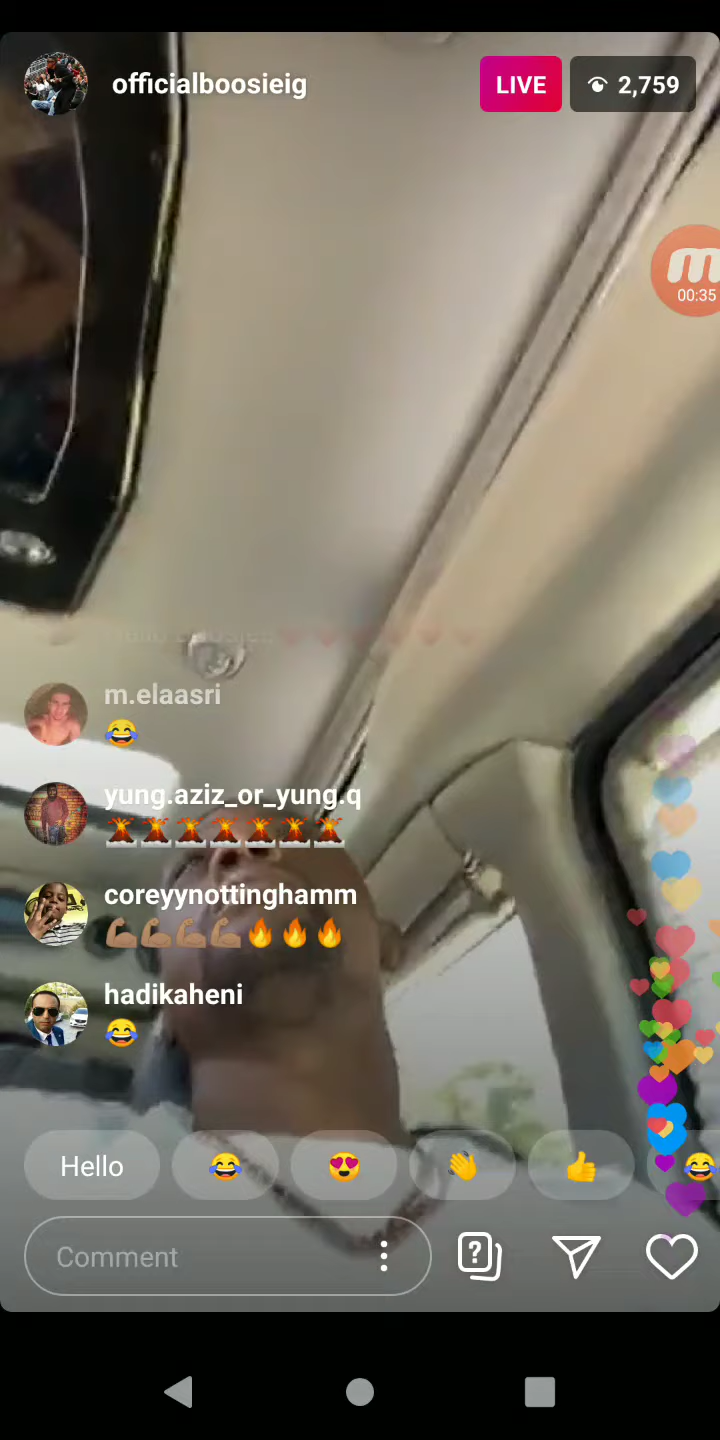 officialboosieig
LIVE
2,759
m
00:35
m.elaasri
yung.aziz_or_yung.q
coreyynottinghamm
hadikaheni
Hello
Comment